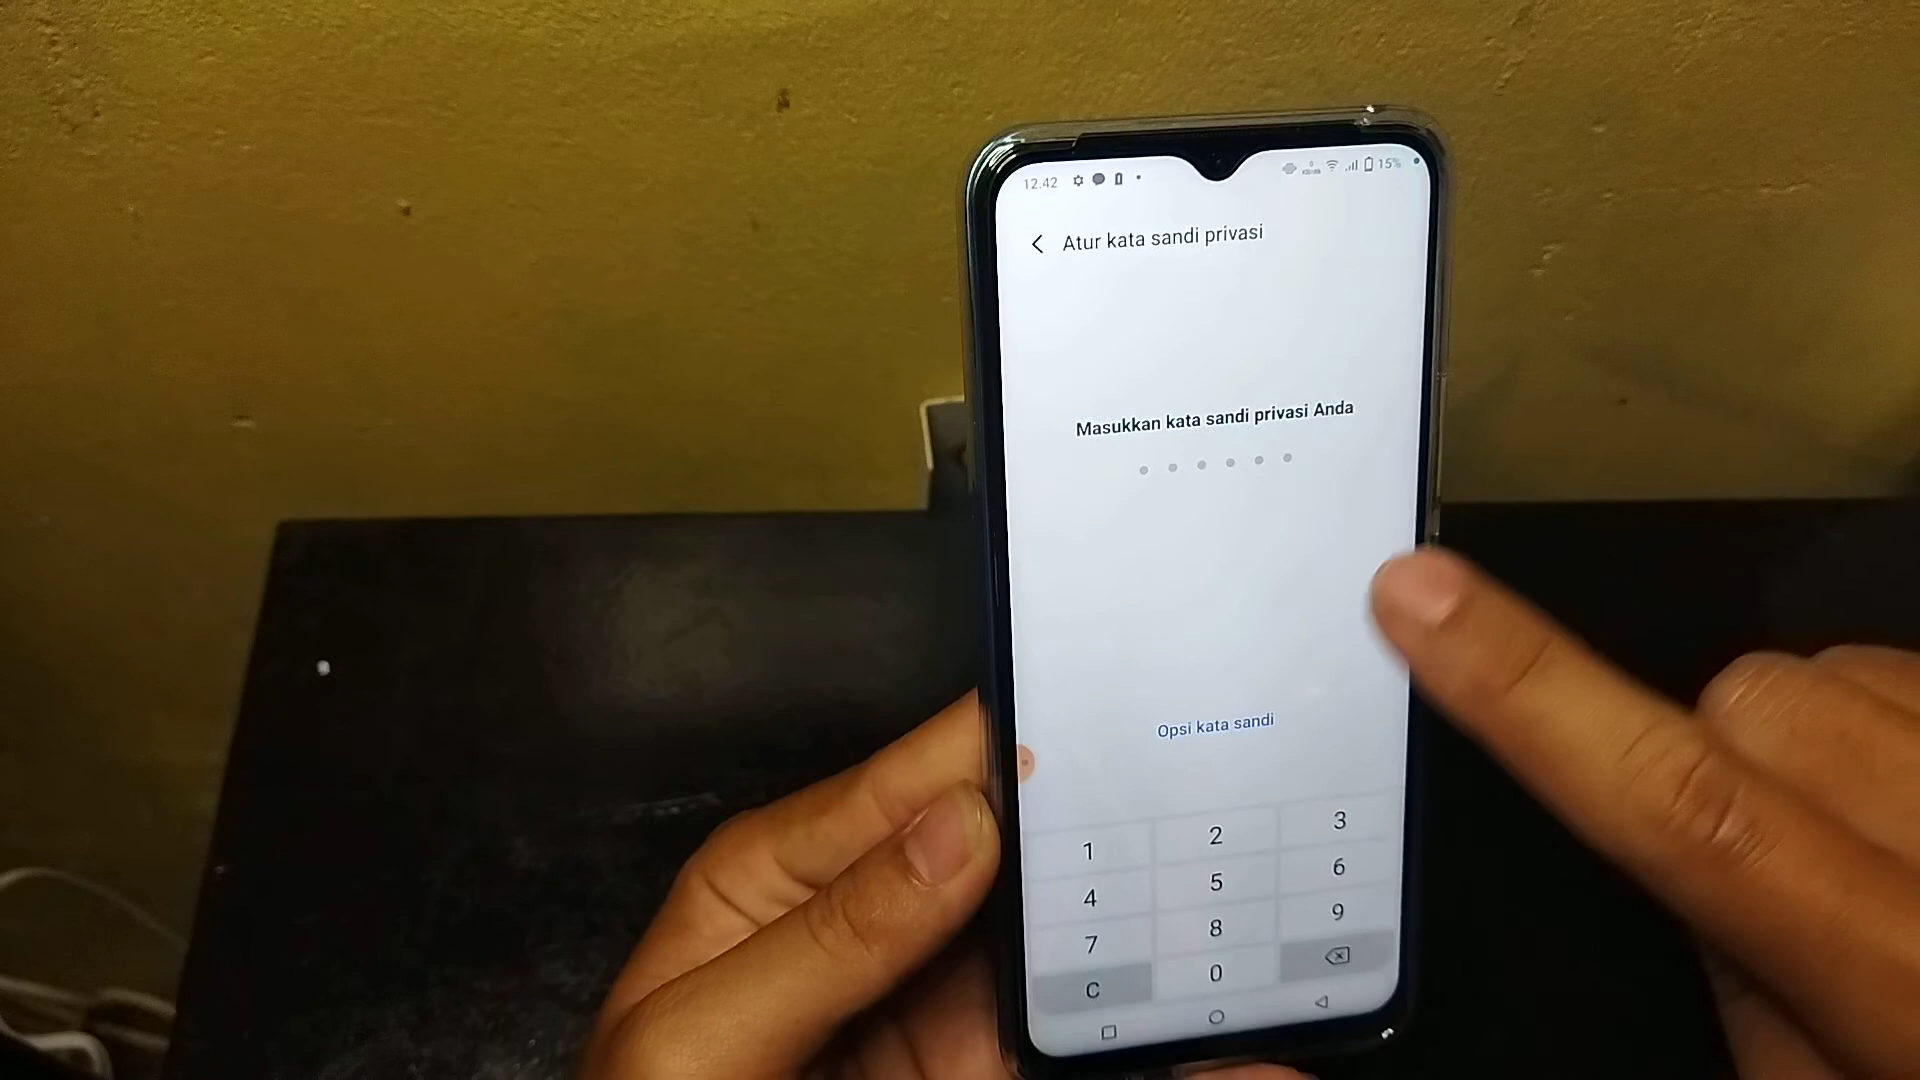 12.42 15%
Atur kata sandi privasi
Masukkan kata sandi privasi Anda
Opsi kata sandi
1 2 3
4 5 6
7 8 9
C 0